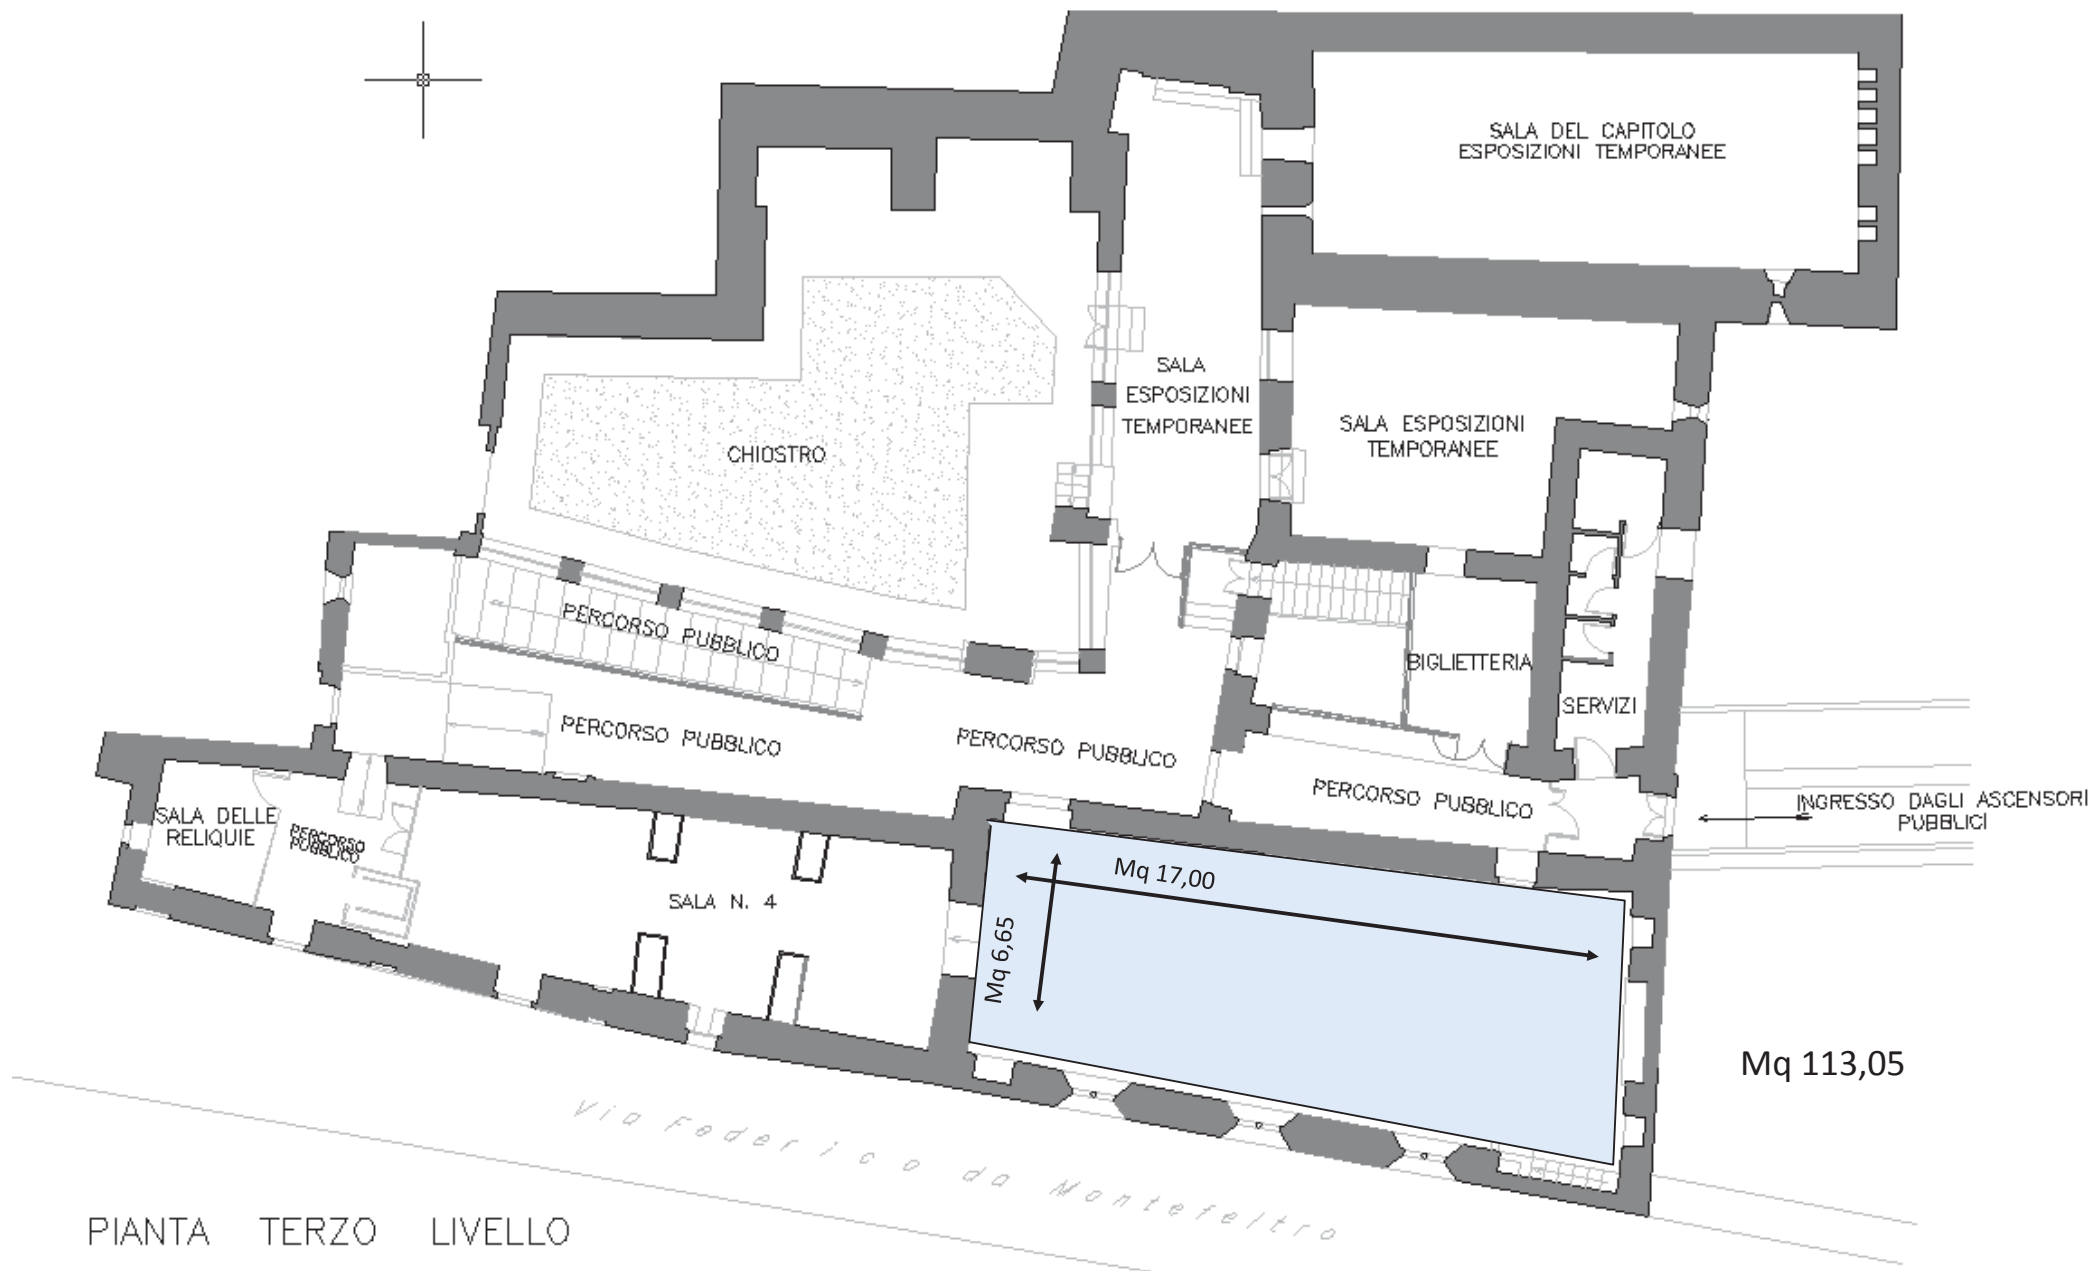 SALA DEL CAPITOLO
ESPOSIZIONI TEMPORANEE
SALA
ESPOSIZIONI
TEMPORANEE
SALA ESPOSIZIONI
TEMPORANEE
CHIOSTRO
PERCORSO PUBBLICO
BIGLIETTERIA
SERVIZI
PERCORSO PUBBLICO
PERCORSO PUBBLICO
PERCORSO PUBBLICO
INGRESSO DAGLI ASCENSORI
PUBBLICI
SALA DELLE
RELIQUIE
PERCORSO
PUBBLICO
SALA N. 4
Mq 17,00
Mq 6,65
Mq 113,05
Via Federico da Montefeltro
PIANTA TERZO LIVELLO